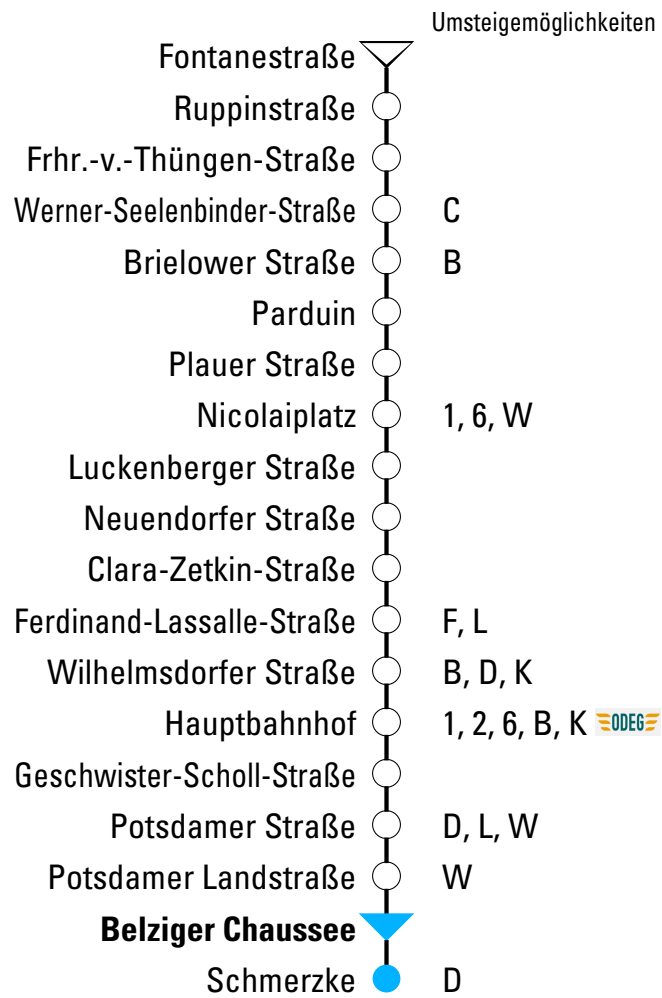 Umsteigemöglichkeiten
Fontanestraße
Ruppinstraße
Frhr.-v.-Thüngen-Straße
Werner-Seelenbinder-Straße C
Brielower Straße B
Parduin
Plauer Straße
Nicolaiplatz 1, 6, W
Luckenberger Straße
Neuendorfer Straße
Clara-Zetkin-Straße
Ferdinand-Lassalle-Straße F, L
Wilhelmsdorfer Straße B, D, K
Hauptbahnhof 1, 2, 6, B, K ODEG
Geschwister-Scholl-Straße
Potsdamer Straße D, L, W
Potsdamer Landstraße W
Belziger Chaussee
Schmerzke D